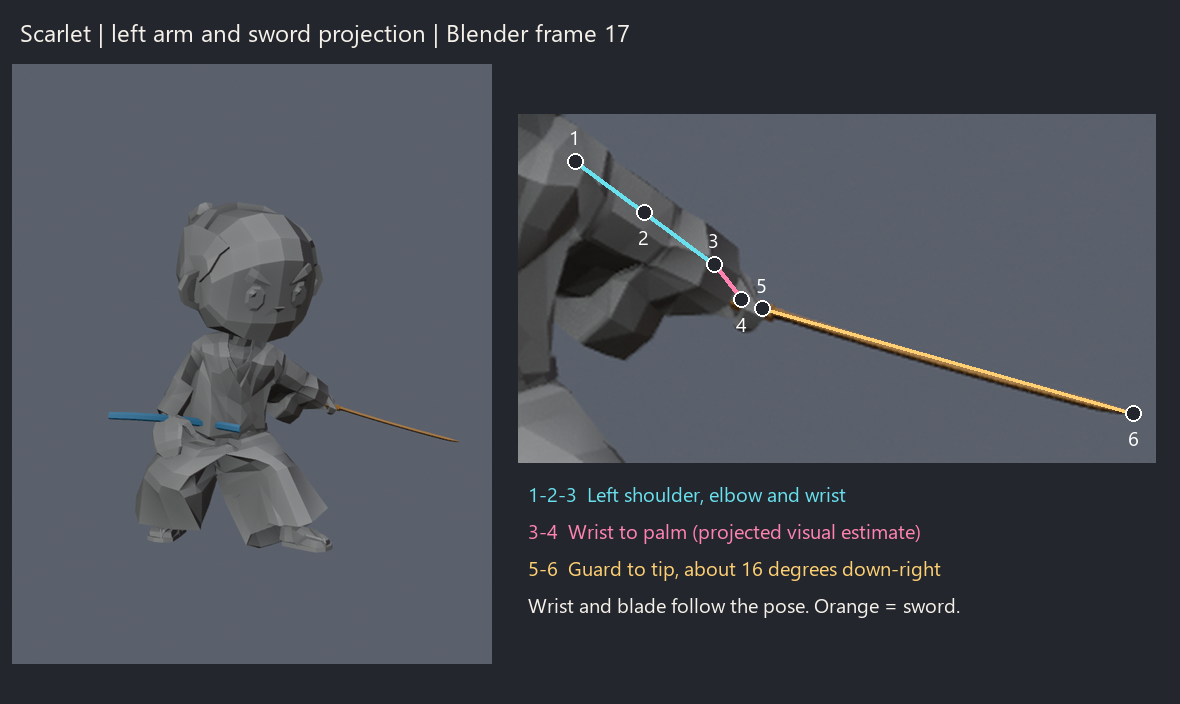 Scarlet | left arm and sword projection | Blender frame 17
1
2
3
4
5
6
1-2-3 Left shoulder, elbow and wrist
3-4 Wrist to palm (projected visual estimate)
5-6 Guard to tip, about 16 degrees down-right
Wrist and blade follow the pose. Orange = sword.